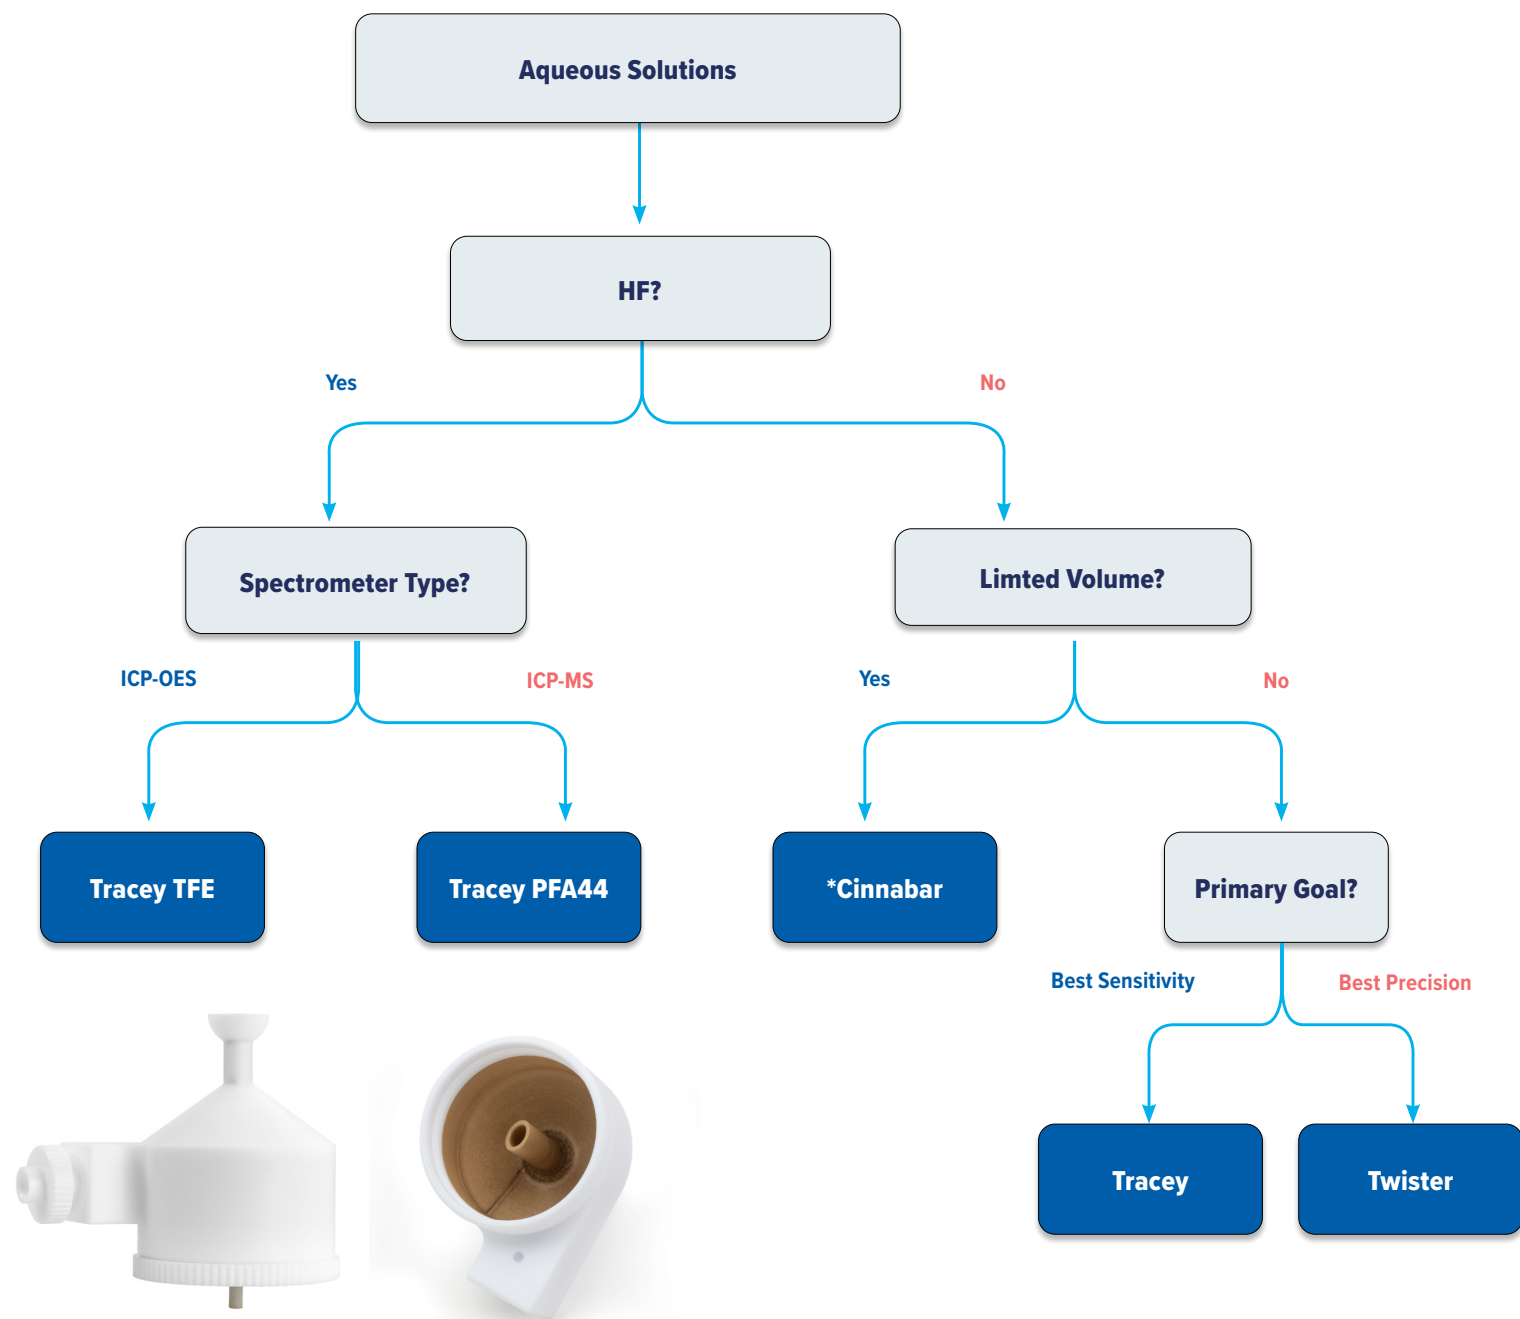 Aqueous Solutions
HF?
Yes
No
Spectrometer Type?
Limted Volume?
ICP-OES
ICP-MS
Yes
No
Tracey TFE
Tracey PFA44
*Cinnabar
Primary Goal?
Best Sensitivity
Best Precision
Tracey
Twister